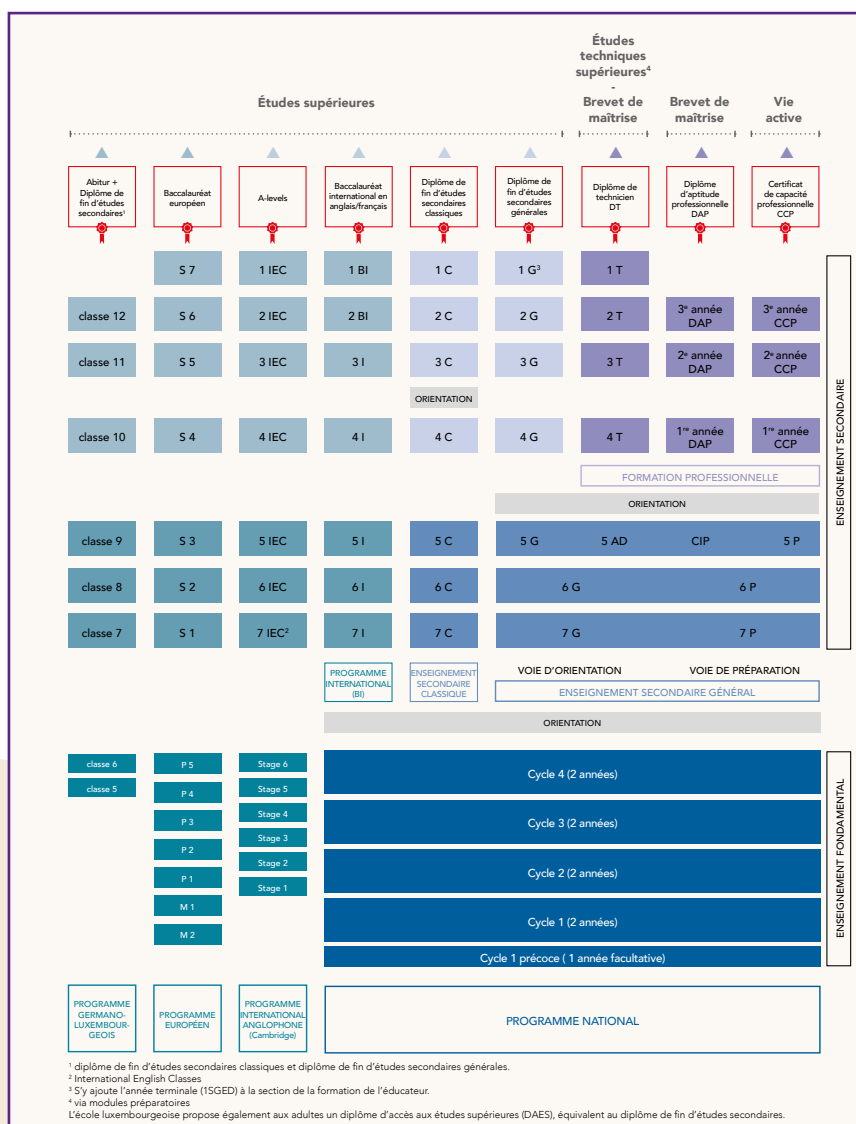 Études
techniques
supérieures⁴
-
Études supérieures
Brevet de
maîtrise
Brevet de
maîtrise
Vie
active
Abitur +
Diplôme de
fin d'études
secondaires¹
Baccalauréat
européen
A-levels
Baccalauréat
international en
anglais/français
Diplôme de
fin d'études
secondaires
classiques
Diplôme de
fin d'études
secondaires
générales
Diplôme de
technicien
DT
Diplôme
d'aptitude
professionnelle
DAP
Certificat
de capacité
professionnelle
CCP
S 7
1 IEC
1 BI
1 C
1 G³
1 T
classe 12
S 6
2 IEC
2 BI
2 C
2 G
2 T
3ᵉ année
DAP
3ᵉ année
CCP
classe 11
S 5
3 IEC
3 I
3 C
3 G
3 T
2ᵉ année
DAP
2ᵉ année
CCP
ORIENTATION
classe 10
S 4
4 IEC
4 I
4 C
4 G
4 T
1ʳᵉ année
DAP
1ʳᵉ année
CCP
FORMATION PROFESSIONNELLE
ORIENTATION
classe 9
S 3
5 IEC
5 I
5 C
5 G
5 AD
CIP
5 P
classe 8
S 2
6 IEC
6 I
6 C
6 G
6 P
classe 7
S 1
7 IEC²
7 I
7 C
7 G
7 P
ENSEIGNEMENT SECONDAIRE
PROGRAMME
INTERNATIONAL
(BI)
ENSEIGNEMENT
SECONDAIRE
CLASSIQUE
VOIE D'ORIENTATION
VOIE DE PRÉPARATION
ENSEIGNEMENT SECONDAIRE GÉNÉRAL
ORIENTATION
classe 6
classe 5
P 5
P 4
P 3
P 2
P 1
M 1
M 2
Stage 6
Stage 5
Stage 4
Stage 3
Stage 2
Stage 1
Cycle 4 (2 années)
Cycle 3 (2 années)
Cycle 2 (2 années)
Cycle 1 (2 années)
Cycle 1 précoce ( 1 année facultative)
ENSEIGNEMENT FONDAMENTAL
PROGRAMME
GERMANO-
LUXEMBOUR-
GEOIS
PROGRAMME
EUROPÉEN
PROGRAMME
INTERNATIONAL
ANGLOPHONE
(Cambridge)
PROGRAMME NATIONAL
¹ diplôme de fin d'études secondaires classiques et diplôme de fin d'études secondaires générales.
² International English Classes
³ S'y ajoute l'année terminale (1SGED) à la section de la formation de l'éducateur.
⁴ via modules préparatoires
L'école luxembourgeoise propose également aux adultes un diplôme d'accès aux études supérieures (DAES), équivalent au diplôme de fin d'études secondaires.